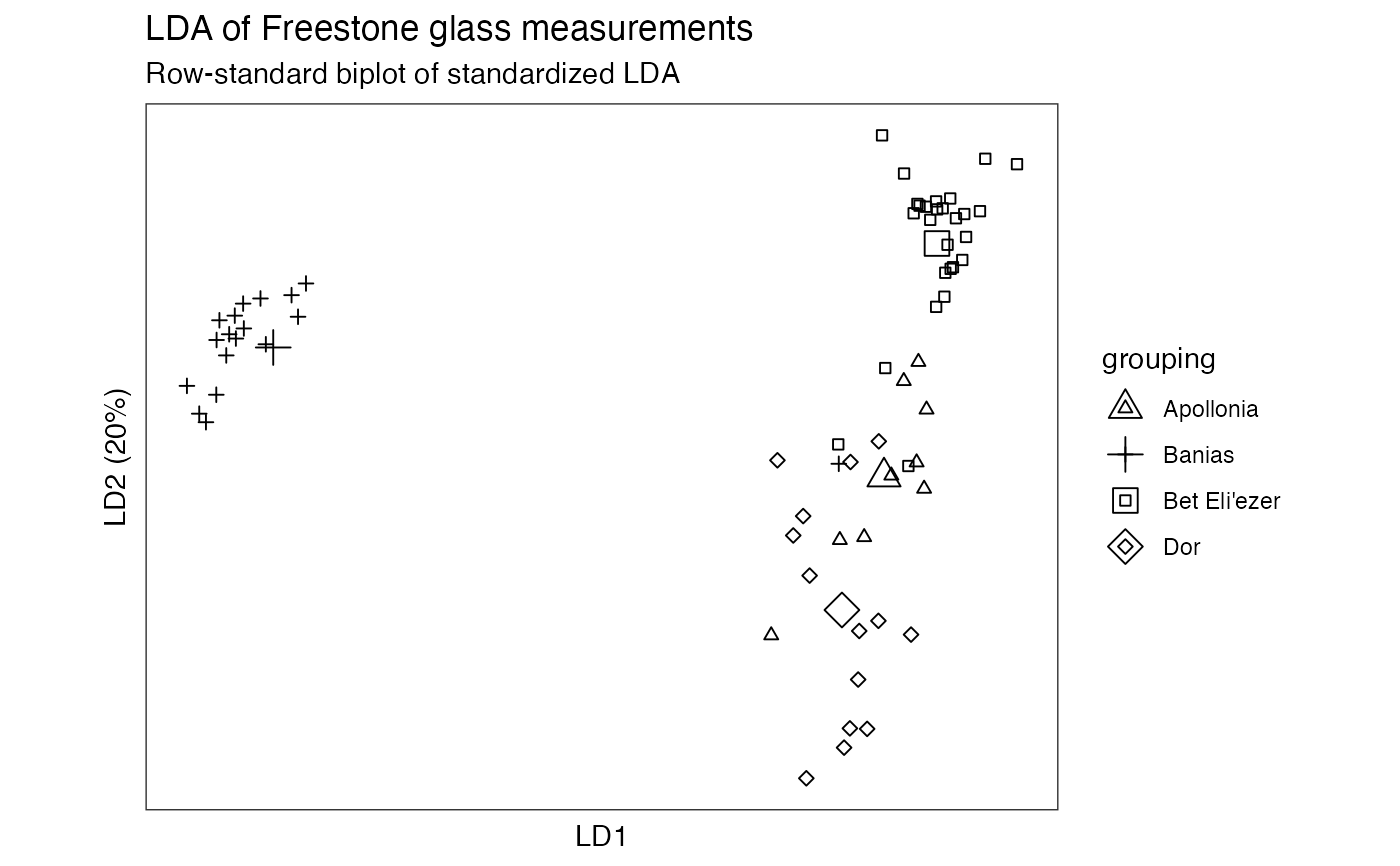 LDA of Freestone glass measurements
Row-standard biplot of standardized LDA
LD2 (20%)
LD1
grouping
Apollonia
Banias
Bet Eli'ezer
Dor